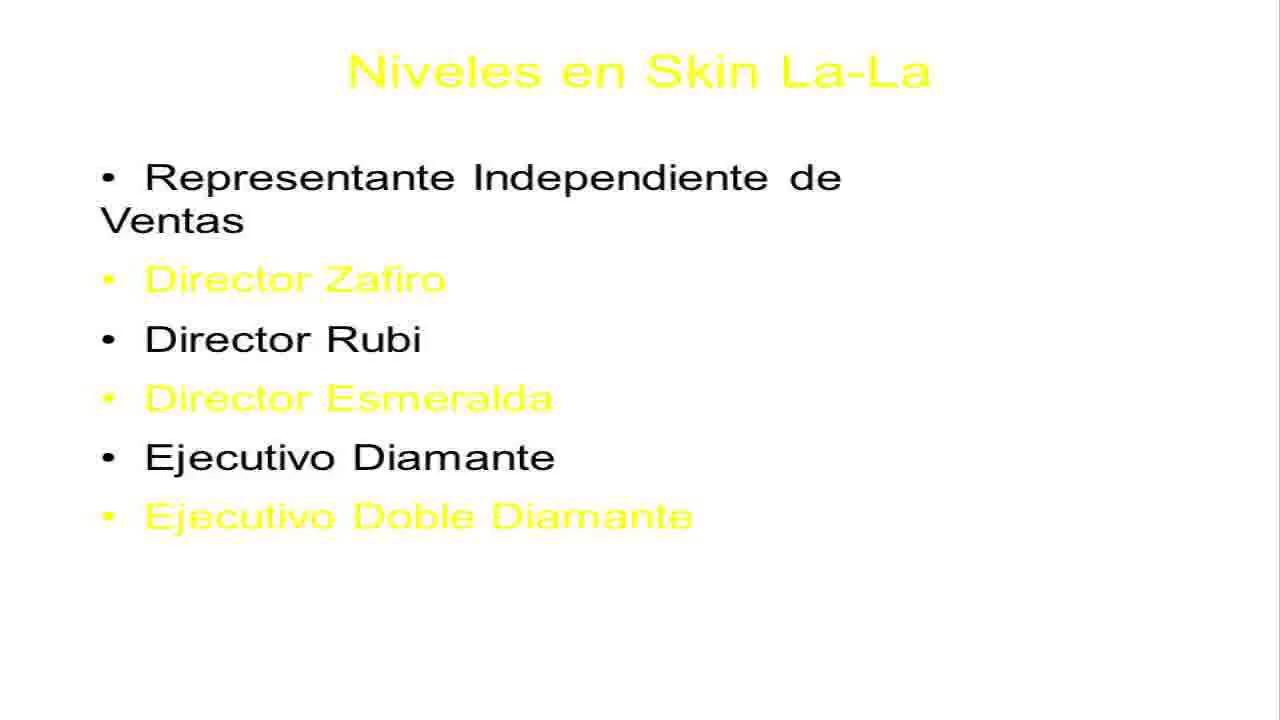 Niveles en Skin La-La
• Representante Independiente de
Ventas
• Director Zafiro
• Director Rubi
• Director Esmeralda
• Ejecutivo Diamante
• Ejecutivo Doble Diamante